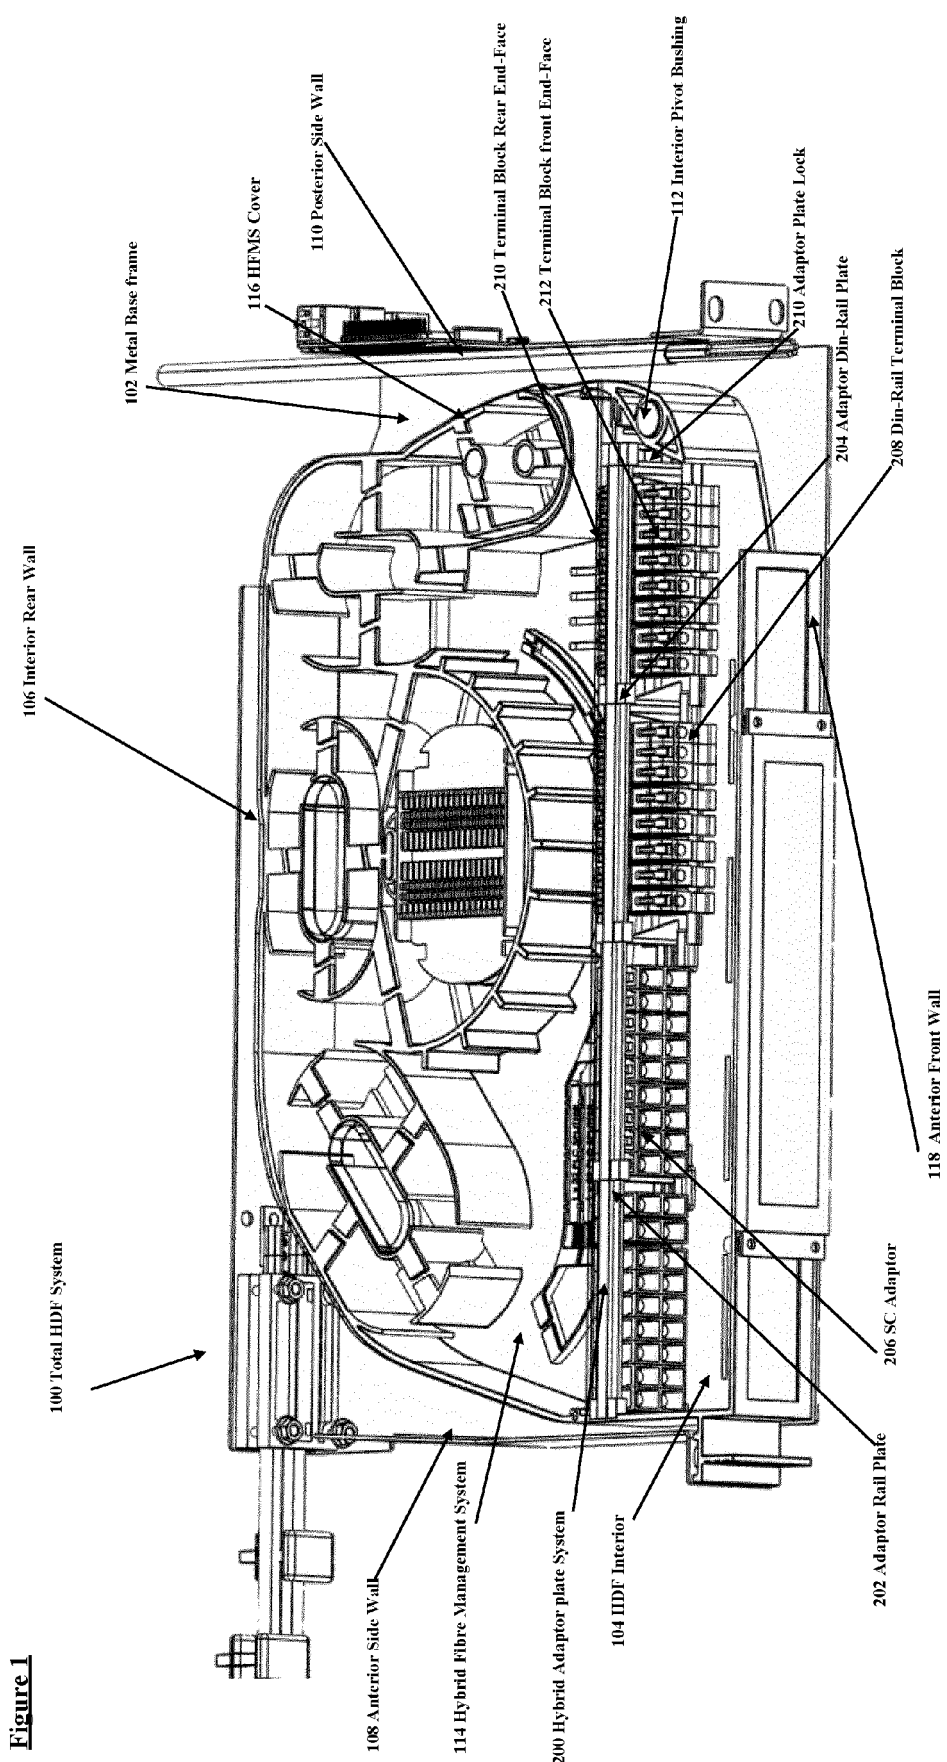 Figure 1
100 Total HDF System
106 Interior Rear Wall
102 Metal Base frame
116 HFMS Cover
110 Posterior Side Wall
210 Terminal Block Rear End-Face
212 Terminal Block front End-Face
112 Interior Pivot Bushing
210 Adaptor Plate Lock
204 Adaptor Din-Rail Plate
208 Din-Rail Terminal Block
118 Anterior Front Wall
206 SC Adaptor
202 Adaptor Rail Plate
104 HDF Interior
200 Hybrid Adaptor plate System
114 Hybrid Fibre Management System
108 Anterior Side Wall